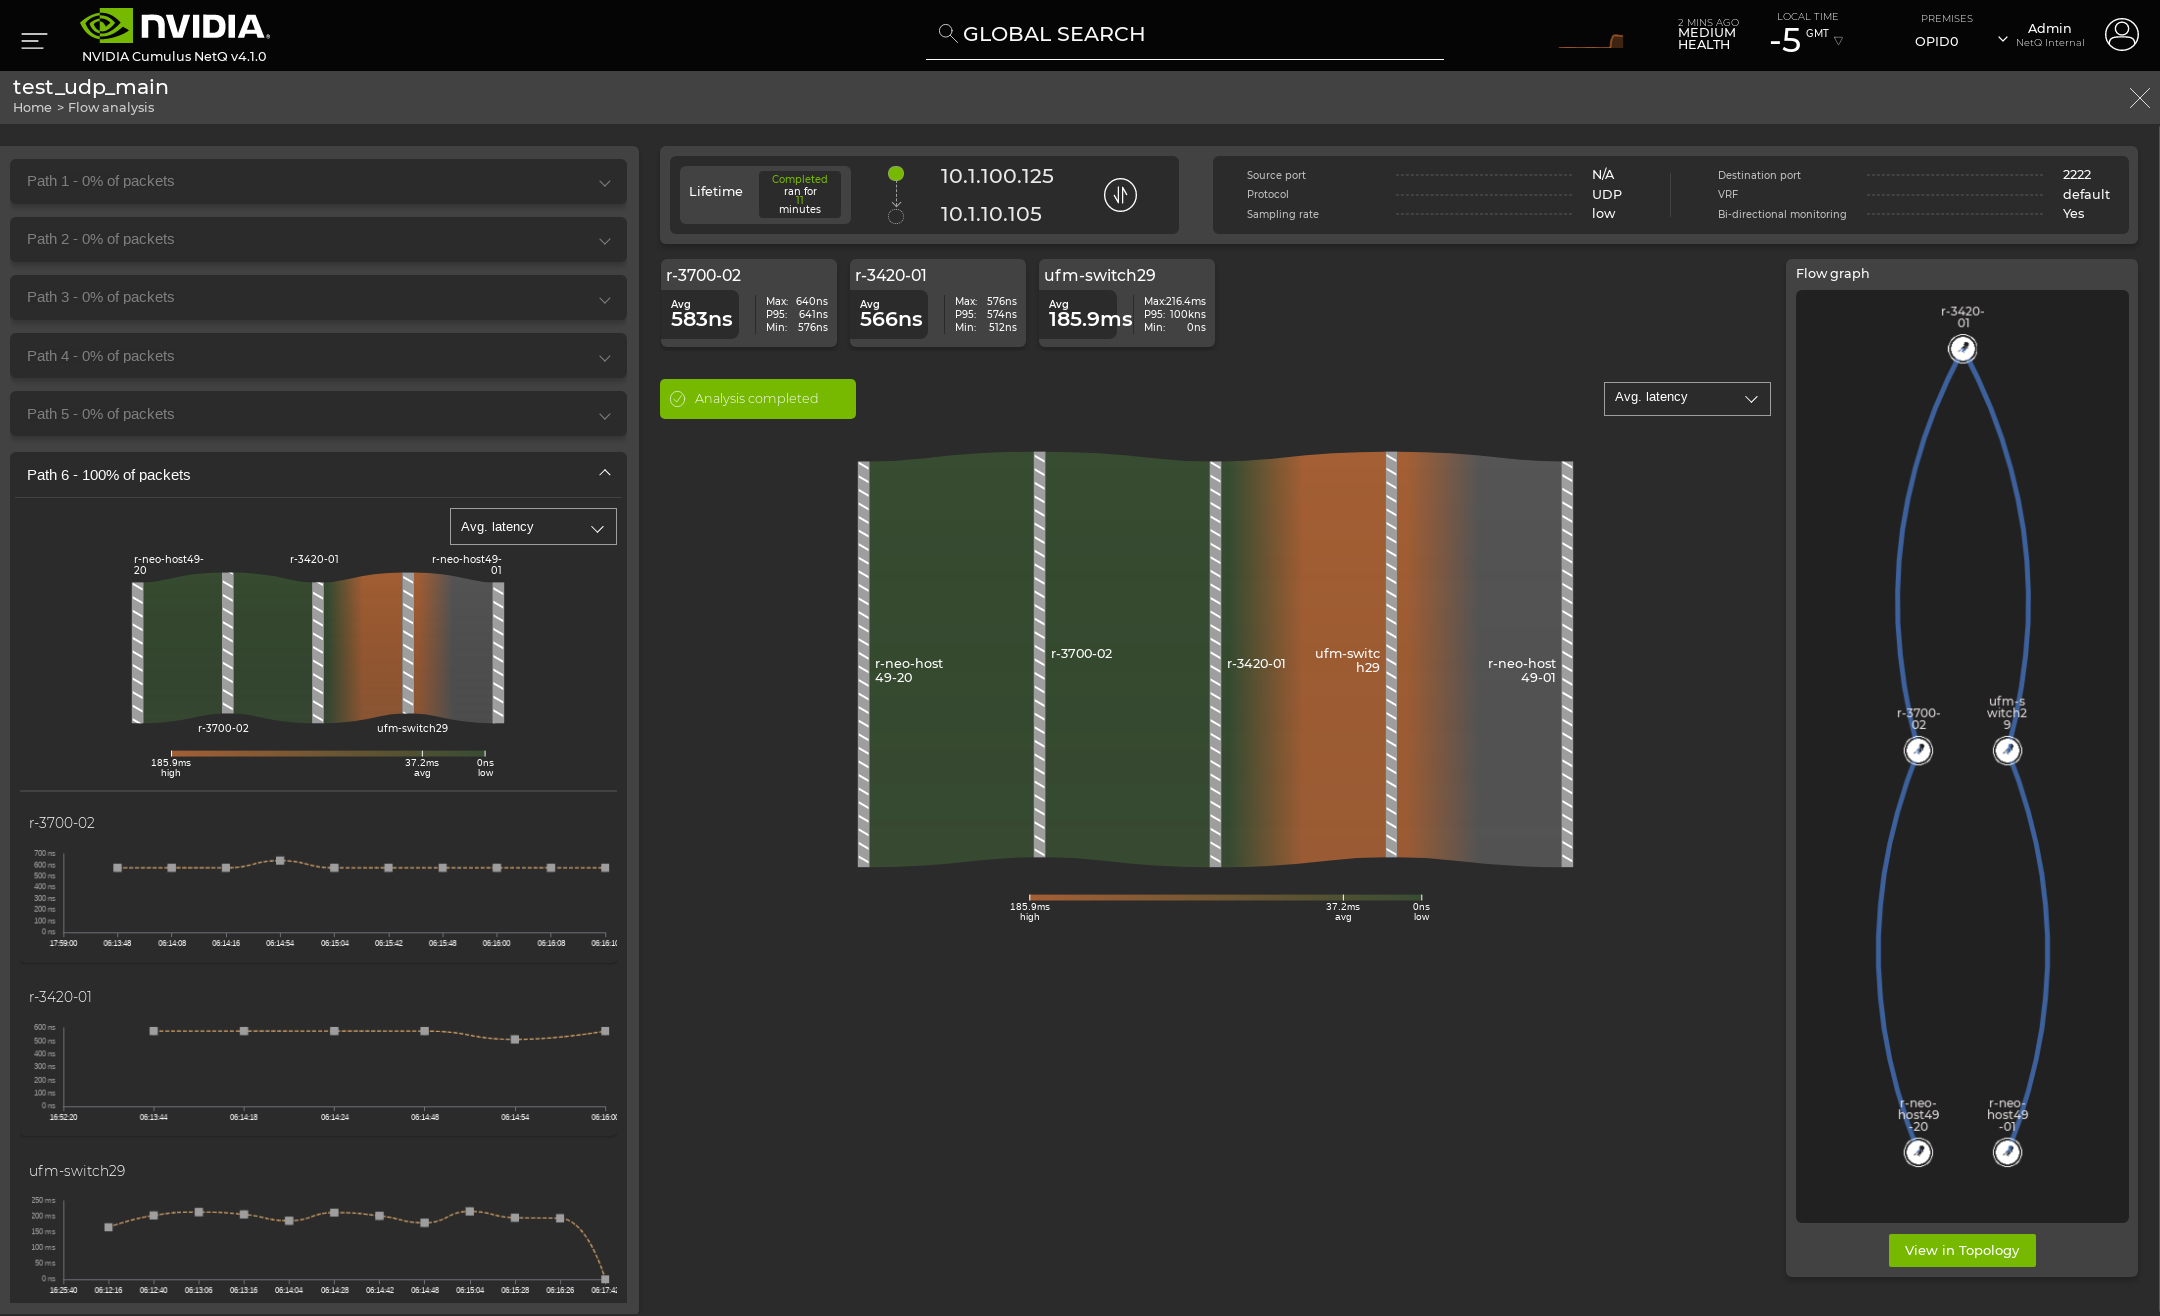 NVIDIA
NVIDIA Cumulus NetQ v4.1.0
GLOBAL SEARCH
2 MINS AGO
MEDIUM
HEALTH
LOCAL TIME
-5 GMT
PREMISES
OPID0
Admin
NetQ Internal
test_udp_main
Home > Flow analysis
Path 1 - 0% of packets
Path 2 - 0% of packets
Path 3 - 0% of packets
Path 4 - 0% of packets
Path 5 - 0% of packets
Path 6 - 100% of packets
Avg. latency
r-neo-host49-
20
r-3420-01
r-neo-host49-
01
r-3700-02
ufm-switch29
185.9ms
high
37.2ms
avg
0ns
low
r-3700-02
700 ns
600 ns
500 ns
400 ns
300 ns
200 ns
100 ns
0 ns
17:59:00 06:13:48 06:14:08 06:14:16 06:14:54 06:15:04 06:15:42 06:15:48 06:16:00 06:16:08 06:16:10
r-3420-01
600 ns
500 ns
400 ns
300 ns
200 ns
100 ns
0 ns
16:52:20 06:13:44 06:14:18 06:14:24 06:14:48 06:14:54 06:16:00
ufm-switch29
250 ms
200 ms
150 ms
100 ms
50 ms
0 ns
16:25:40 06:12:16 06:12:40 06:13:06 06:13:16 06:14:04 06:14:28 06:14:42 06:14:48 06:15:04 06:15:28 06:16:26 06:17:42
Lifetime
Completed
ran for
11
minutes
10.1.100.125
10.1.10.105
Source port N/A
Protocol UDP
Sampling rate low
Destination port 2222
VRF default
Bi-directional monitoring Yes
r-3700-02
Avg
583ns
Max: 640ns
P95: 641ns
Min: 576ns
r-3420-01
Avg
566ns
Max: 576ns
P95: 574ns
Min: 512ns
ufm-switch29
Avg
185.9ms
Max:216.4ms
P95: 100kns
Min: 0ns
Analysis completed
Avg. latency
r-neo-host
49-20
r-3700-02
r-3420-01
ufm-switc
h29
r-neo-host
49-01
185.9ms
high
37.2ms
avg
0ns
low
Flow graph
r-3420-
01
r-3700-
02
ufm-s
witch2
9
r-neo-
host49
-20
r-neo-
host49
-01
View in Topology